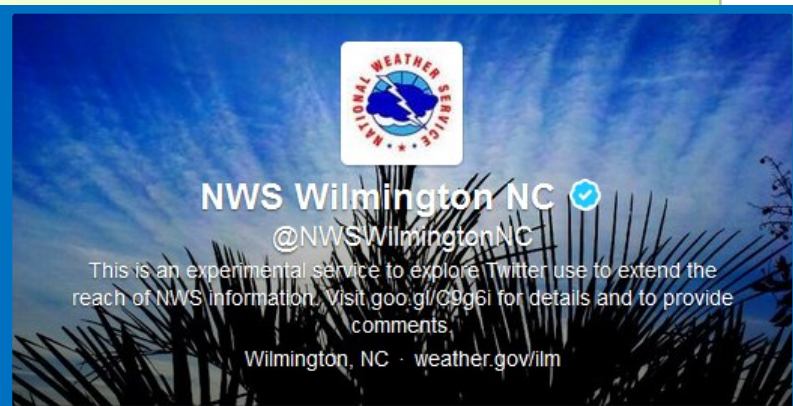 NATIONAL WEATHER SERVICE
NWS Wilmington NC
@NWSWilmingtonNC
This is an experimental service to explore Twitter use to extend the
reach of NWS information. Visit goo.gl/C9g6i for details and to provide
comments.
Wilmington, NC · weather.gov/ilm